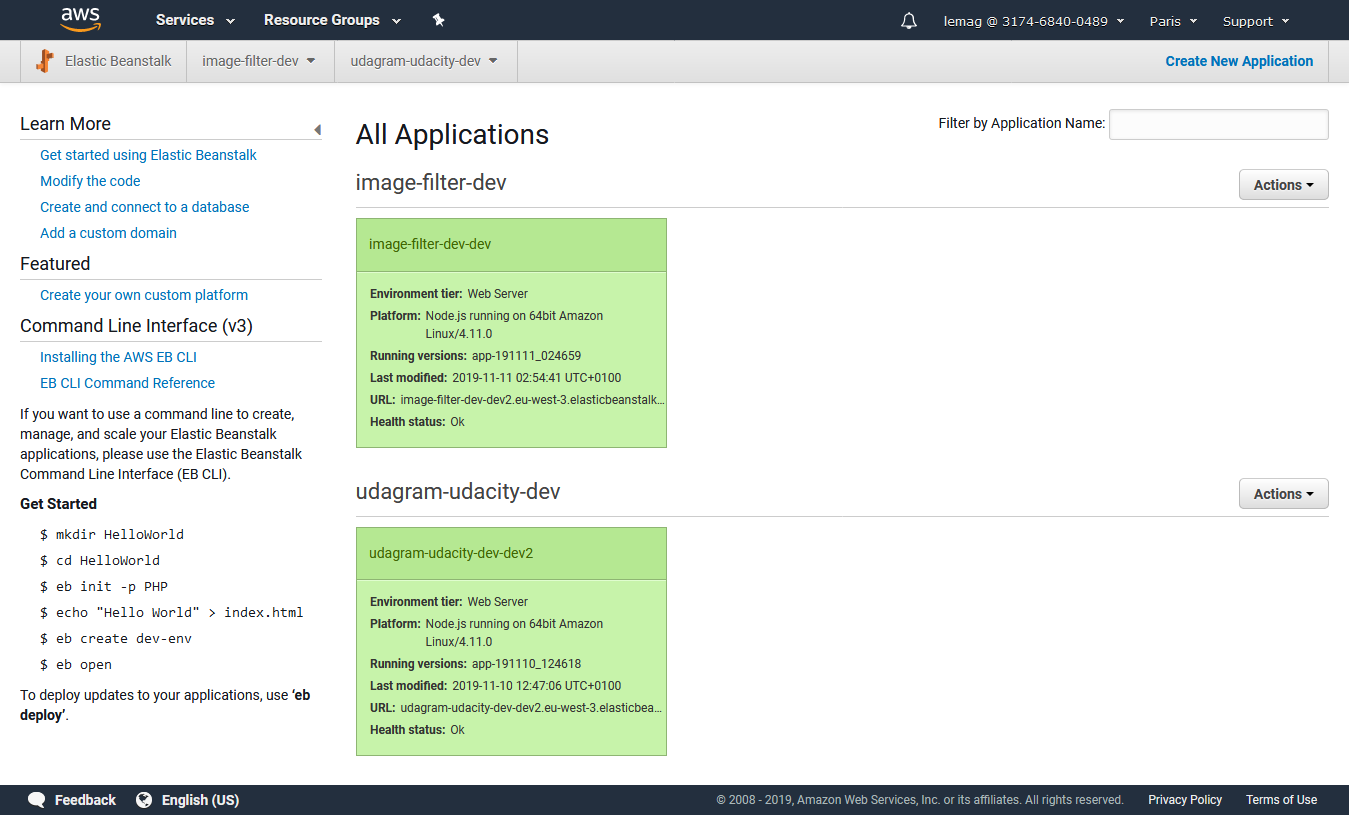 aws
Services
Resource Groups
lemag @ 3174-6840-0489
Paris
Support
Elastic Beanstalk
image-filter-dev
udagram-udacity-dev
Create New Application
Learn More
Get started using Elastic Beanstalk
Modify the code
Create and connect to a database
Add a custom domain
Featured
Create your own custom platform
Command Line Interface (v3)
Installing the AWS EB CLI
EB CLI Command Reference
If you want to use a command line to create,
manage, and scale your Elastic Beanstalk
applications, please use the Elastic Beanstalk
Command Line Interface (EB CLI).
Get Started
$ mkdir HelloWorld
$ cd HelloWorld
$ eb init -p PHP
$ echo "Hello World" > index.html
$ eb create dev-env
$ eb open
To deploy updates to your applications, use ‘eb
deploy’.
All Applications
Filter by Application Name:
image-filter-dev
Actions
image-filter-dev-dev
Environment tier: Web Server
Platform: Node.js running on 64bit Amazon
Linux/4.11.0
Running versions: app-191111_024659
Last modified: 2019-11-11 02:54:41 UTC+0100
URL: image-filter-dev-dev2.eu-west-3.elasticbeanstalk...
Health status: Ok
udagram-udacity-dev
Actions
udagram-udacity-dev-dev2
Environment tier: Web Server
Platform: Node.js running on 64bit Amazon
Linux/4.11.0
Running versions: app-191110_124618
Last modified: 2019-11-10 12:47:06 UTC+0100
URL: udagram-udacity-dev-dev2.eu-west-3.elasticbea...
Health status: Ok
Feedback
English (US)
© 2008 - 2019, Amazon Web Services, Inc. or its affiliates. All rights reserved.
Privacy Policy
Terms of Use